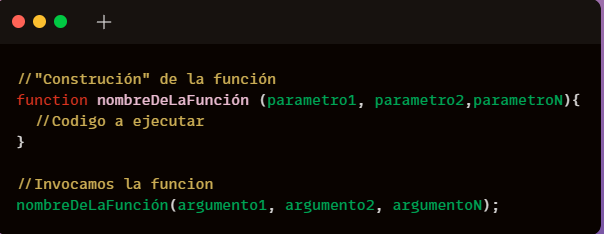 //"Construción" de la función
function nombreDeLaFunción (parametro1, parametro2,parametroN){
//Codigo a ejecutar
}
//Invocamos la funcion
nombreDeLaFunción(argumento1, argumento2, argumentoN);